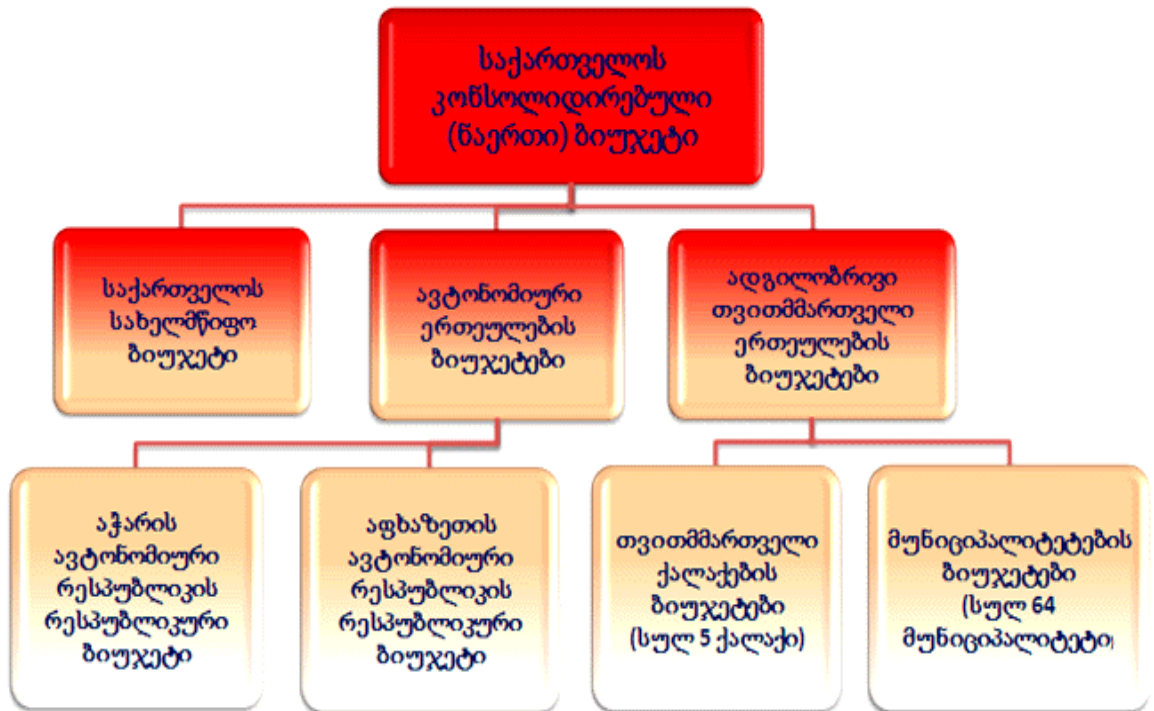 საქართველოს
კონსოლიდირებული
(ნაერთი) ბიუჯეტი
საქართველოს
სახელმწიფო
ბიუჯეტი
ავტონომიური
ერთეულების
ბიუჯეტები
ადგილობრივი
თვითმმართველი
ერთეულების
ბიუჯეტები
აჭარის
ავტონომიური
რესპუბლიკის
რესპუბლიკური
ბიუჯეტი
აფხაზეთის
ავტონომიური
რესპუბლიკის
რესპუბლიკური
ბიუჯეტი
თვითმმართველი
ქალაქების
ბიუჯეტები
(სულ 5 ქალაქი)
მუნიციპალიტეტების
ბიუჯეტები
(სულ 64
მუნიციპალიტეტი)